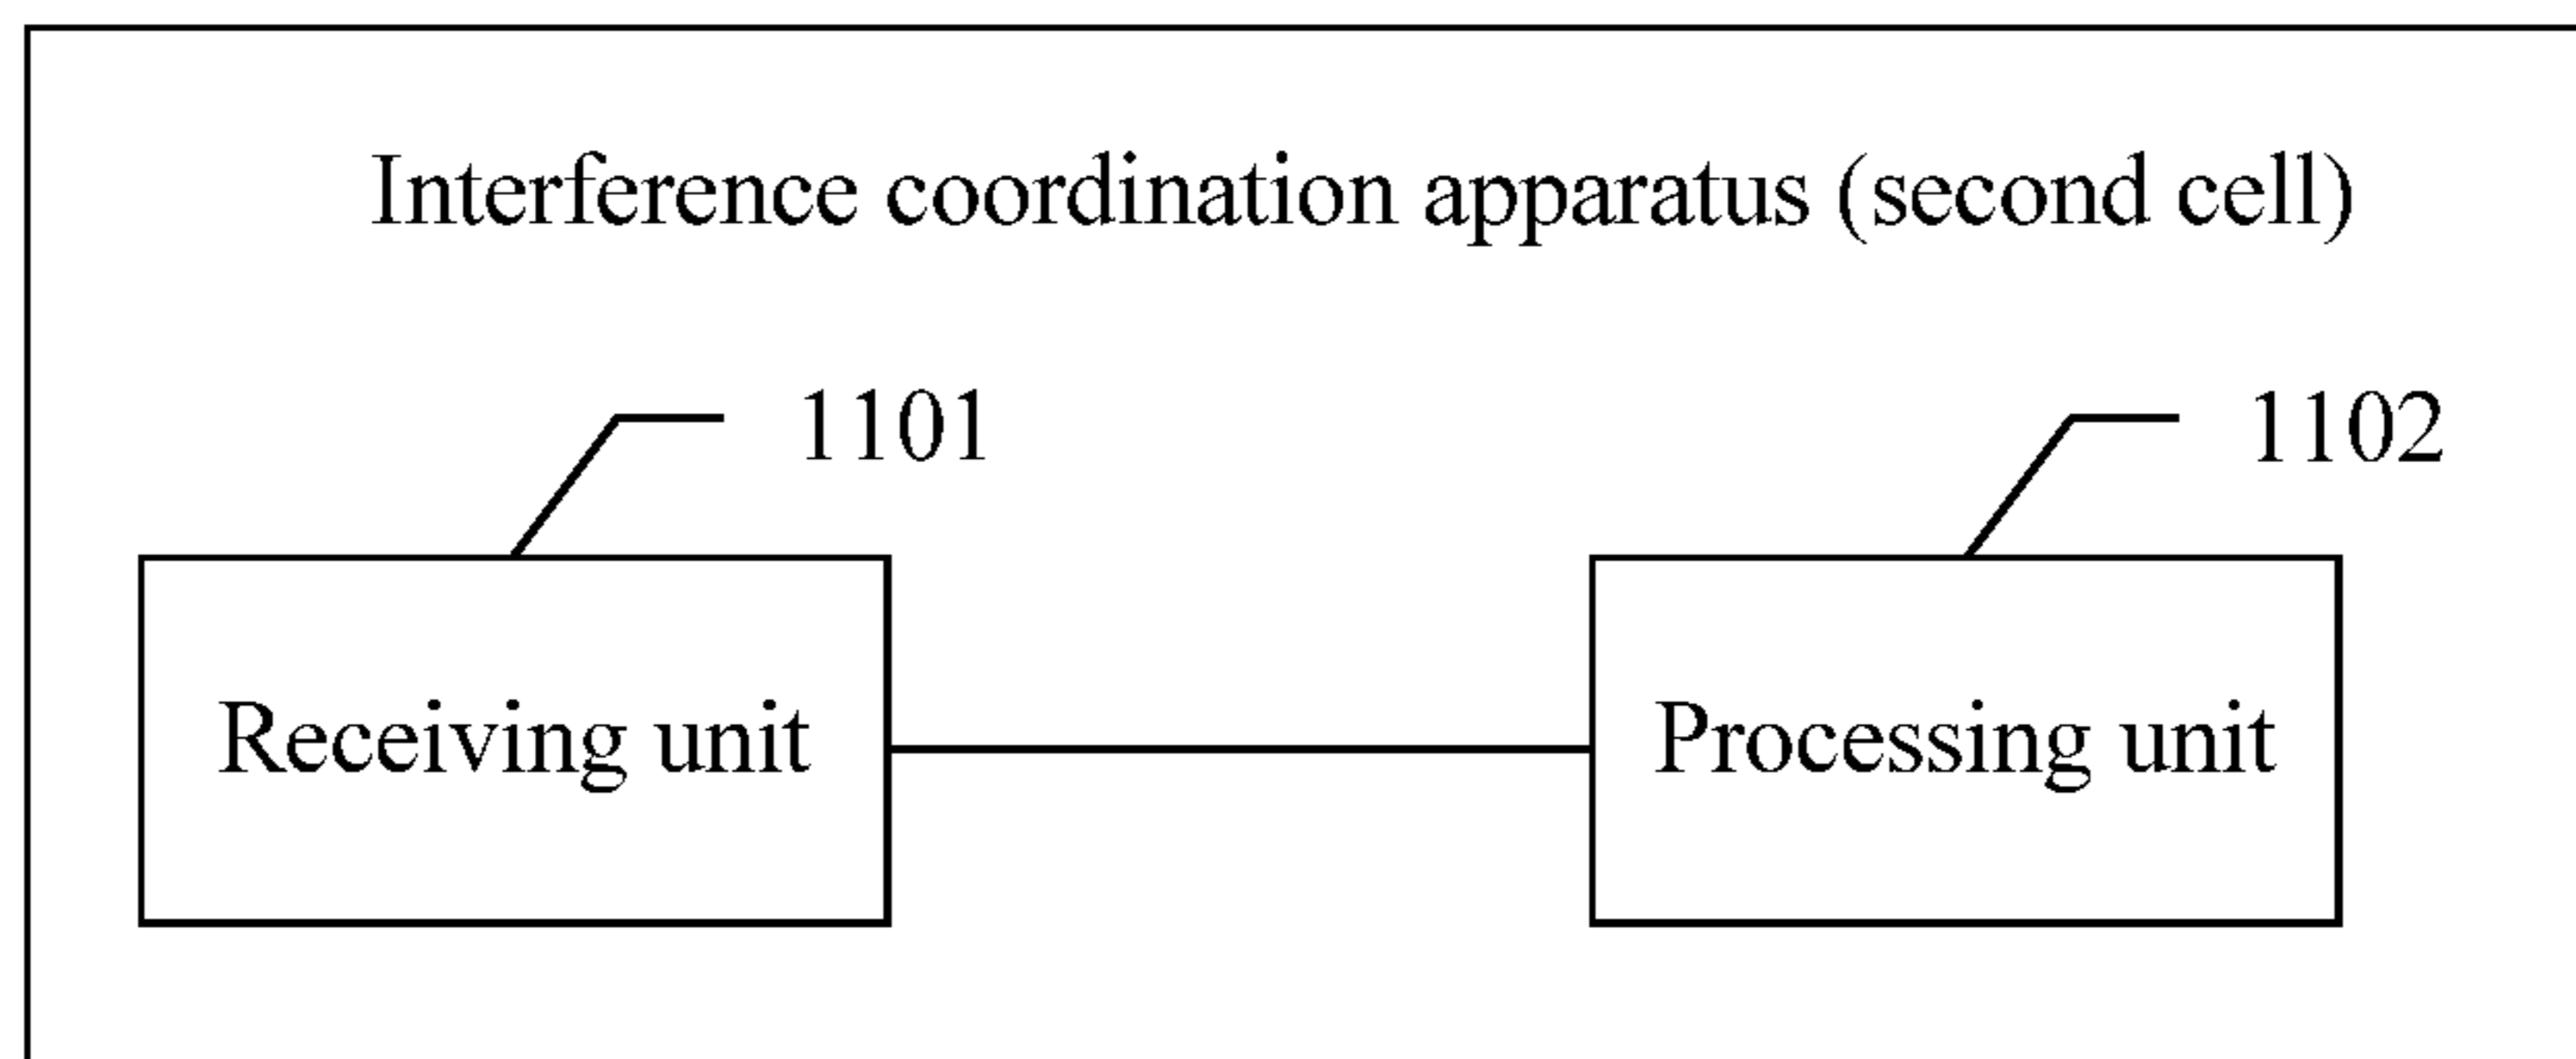 Interference coordination apparatus (second cell)
1101
1102
Receiving unit
Processing unit